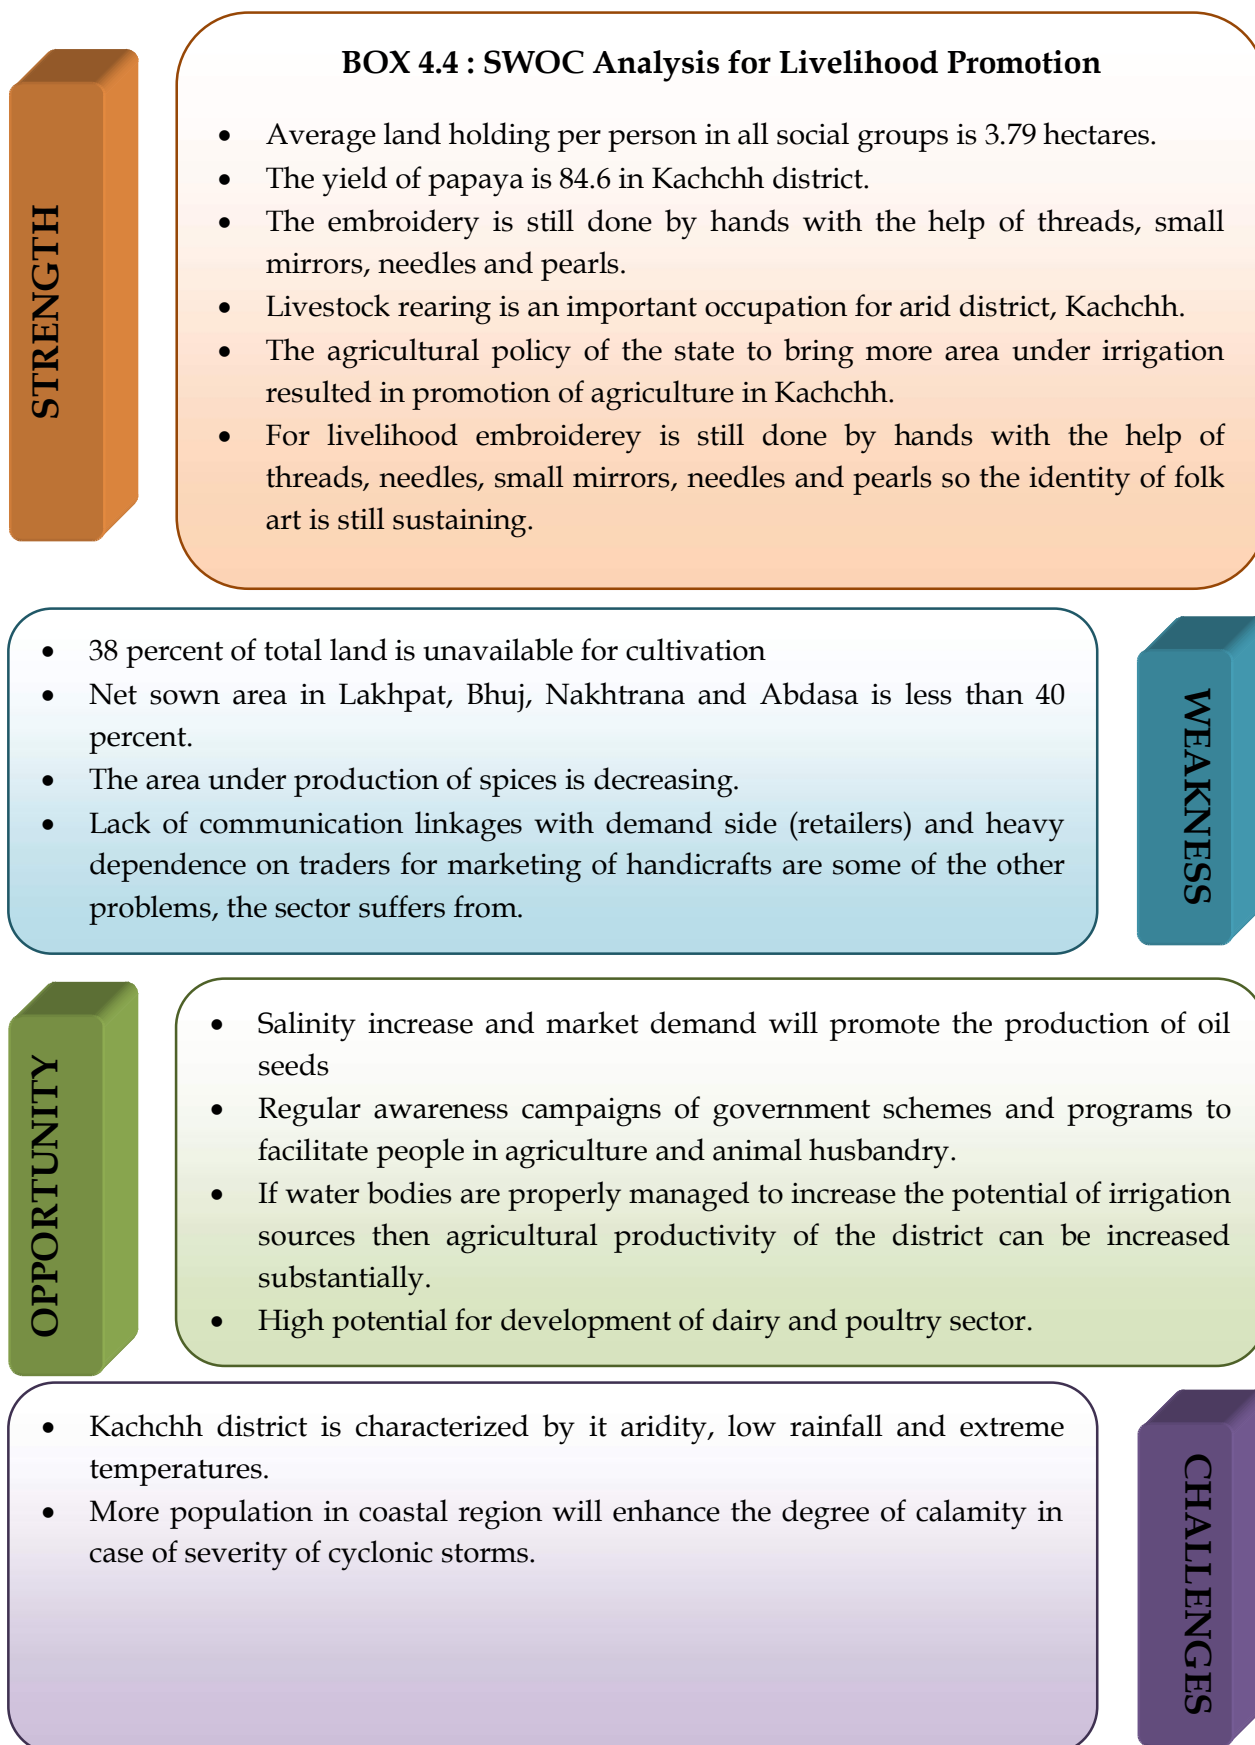 BOX 4.4 : SWOC Analysis for Livelihood Promotion
STRENGTH
• Average land holding per person in all social groups is 3.79 hectares.
• The yield of papaya is 84.6 in Kachchh district.
• The embroidery is still done by hands with the help of threads, small
mirrors, needles and pearls.
• Livestock rearing is an important occupation for arid district, Kachchh.
• The agricultural policy of the state to bring more area under irrigation
resulted in promotion of agriculture in Kachchh.
• For livelihood embroiderey is still done by hands with the help of
threads, needles, small mirrors, needles and pearls so the identity of folk
art is still sustaining.
• 38 percent of total land is unavailable for cultivation
• Net sown area in Lakhpat, Bhuj, Nakhtrana and Abdasa is less than 40
percent.
• The area under production of spices is decreasing.
• Lack of communication linkages with demand side (retailers) and heavy
dependence on traders for marketing of handicrafts are some of the other
problems, the sector suffers from.
WEAKNESS
OPPORTUNITY
• Salinity increase and market demand will promote the production of oil
seeds
• Regular awareness campaigns of government schemes and programs to
facilitate people in agriculture and animal husbandry.
• If water bodies are properly managed to increase the potential of irrigation
sources then agricultural productivity of the district can be increased
substantially.
• High potential for development of dairy and poultry sector.
• Kachchh district is characterized by it aridity, low rainfall and extreme
temperatures.
• More population in coastal region will enhance the degree of calamity in
case of severity of cyclonic storms.
CHALLENGES